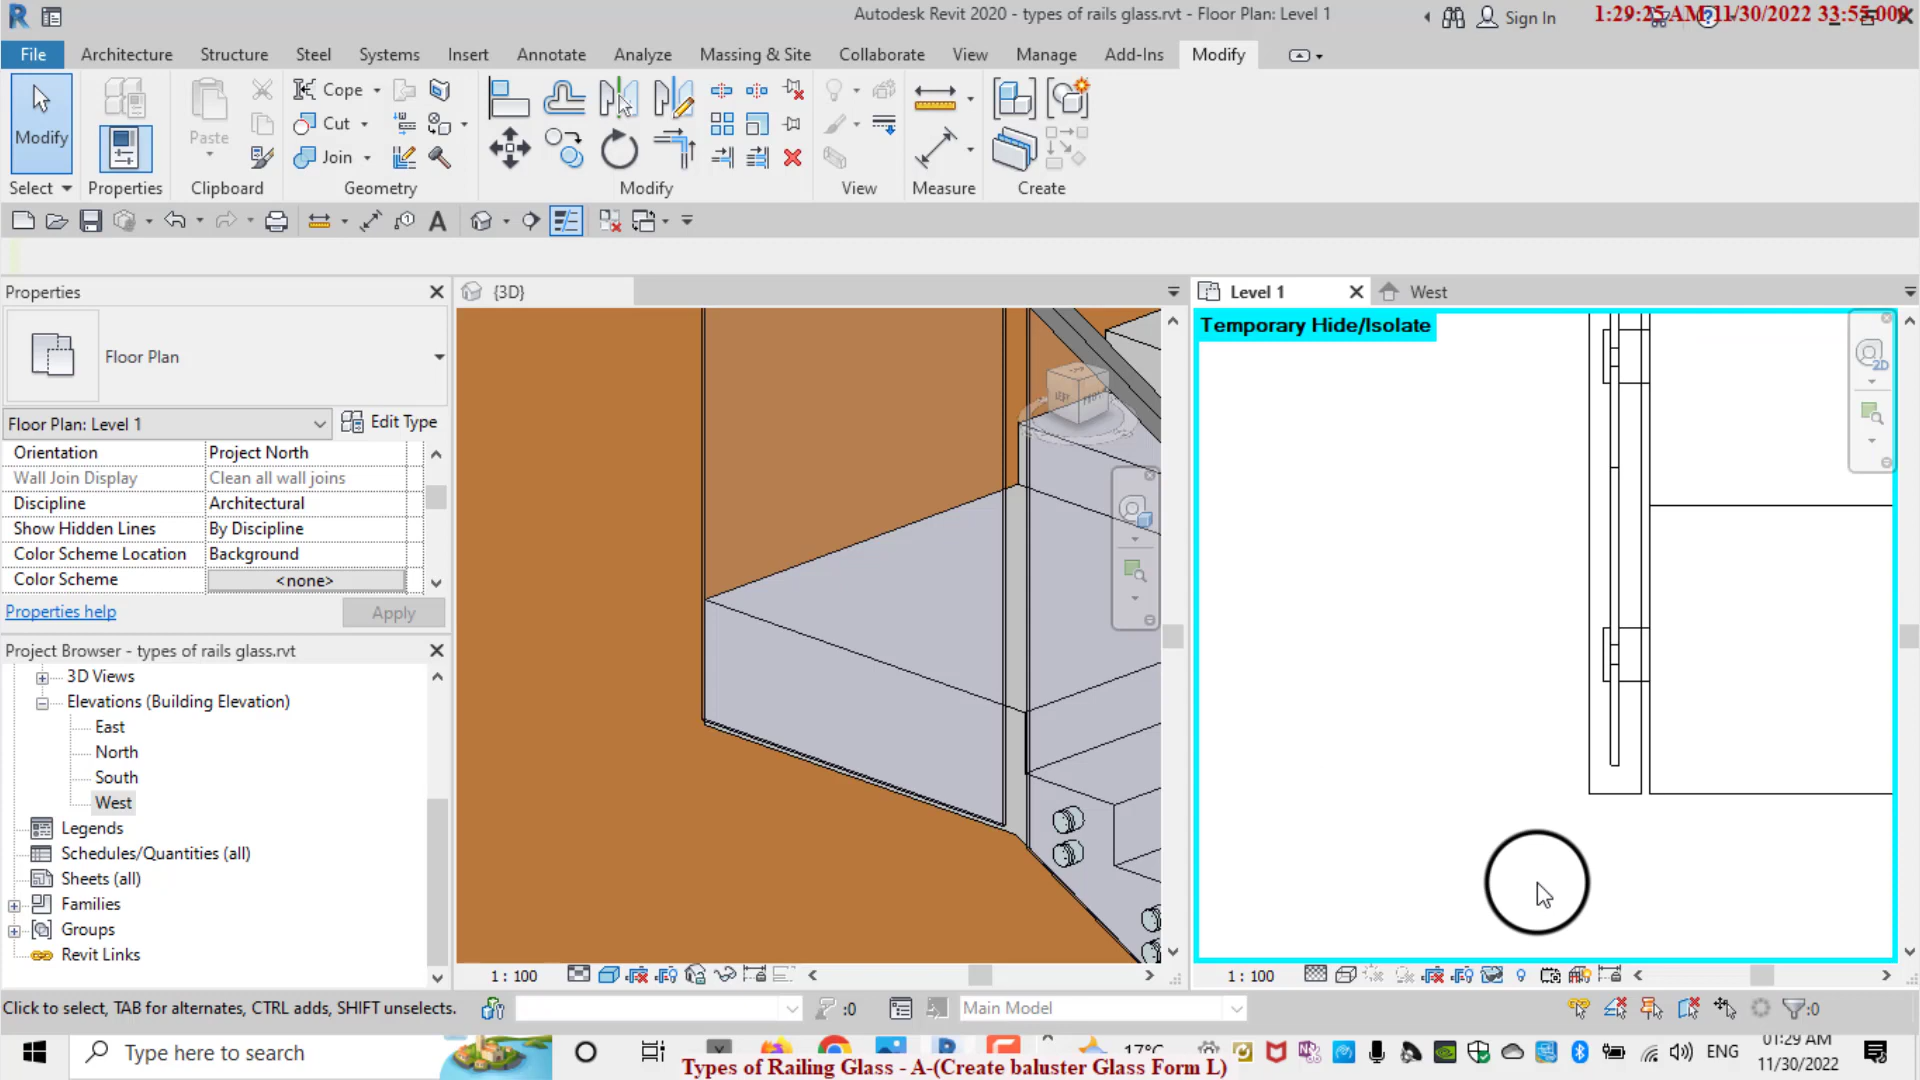 Autodesk Revit 2020 - types of rails glass.rvt - Floor Plan: Level 1
Sign In
1:29:25 AM 11/30/2022 33:55.009
File Architecture Structure Steel Systems Insert Annotate Analyze Massing & Site Collaborate View Manage Add-Ins Modify
Modify
Paste
Cope
Cut
Join
Select Properties Clipboard Geometry Modify View Measure Create
Properties
{3D}
Level 1
West
Temporary Hide/Isolate
Floor Plan
Floor Plan: Level 1
Edit Type
Orientation Project North
Wall Join Display Clean all wall joins
Discipline Architectural
Show Hidden Lines By Discipline
Color Scheme Location Background
Color Scheme <none>
Properties help
Apply
Project Browser - types of rails glass.rvt
3D Views
Elevations (Building Elevation)
East
North
South
West
Legends
Schedules/Quantities (all)
Sheets (all)
Families
Groups
Revit Links
2D
1 : 100
1 : 100
Click to select, TAB for alternates, CTRL adds, SHIFT unselects.
:0
Main Model
:0
Type here to search
17°C
ENG
01:29 AM
11/30/2022
Types of Railing Glass - A-(Create baluster Glass Form L)